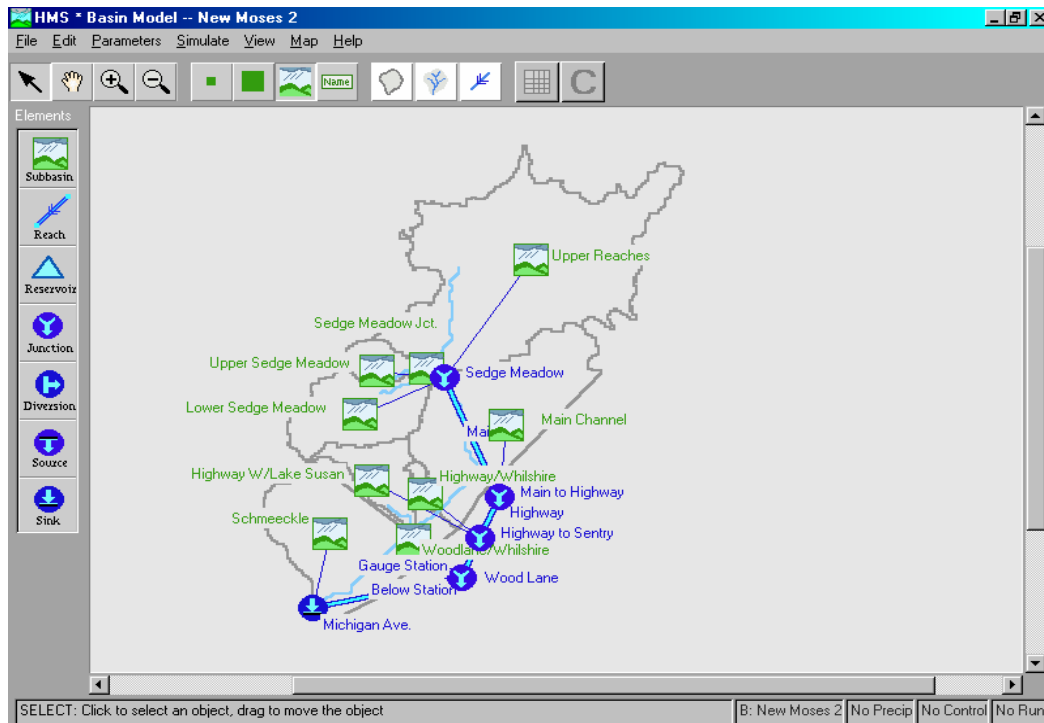 HMS * Basin Model -- New Moses 2
File Edit Parameters Simulate View Map Help
Name
C
Elements
Subbasin
Reach
Reservoir
Junction
Diversion
Source
Sink
Upper Reaches
Sedge Meadow Jct.
Upper Sedge Meadow
Sedge Meadow
Lower Sedge Meadow
Main Channel
Highway W/Lake Susan
Highway/Whilshire
Main to Highway
Highway
Schmeeckle
Highway to Sentry
Woodlane/Whilshire
Gauge Station
Wood Lane
Below Station
Michigan Ave.
SELECT: Click to select an object, drag to move the object
B: New Moses 2 No Precip No Control No Run